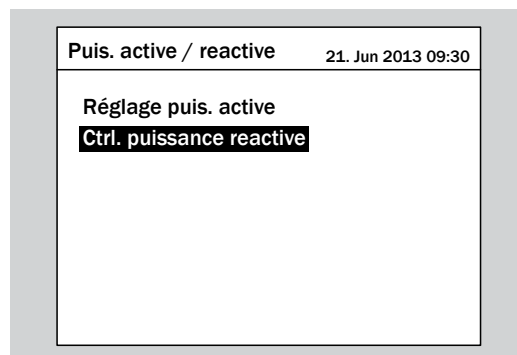 Puis. active / reactive 21. Jun 2013 09:30
Réglage puis. active
Ctrl. puissance reactive